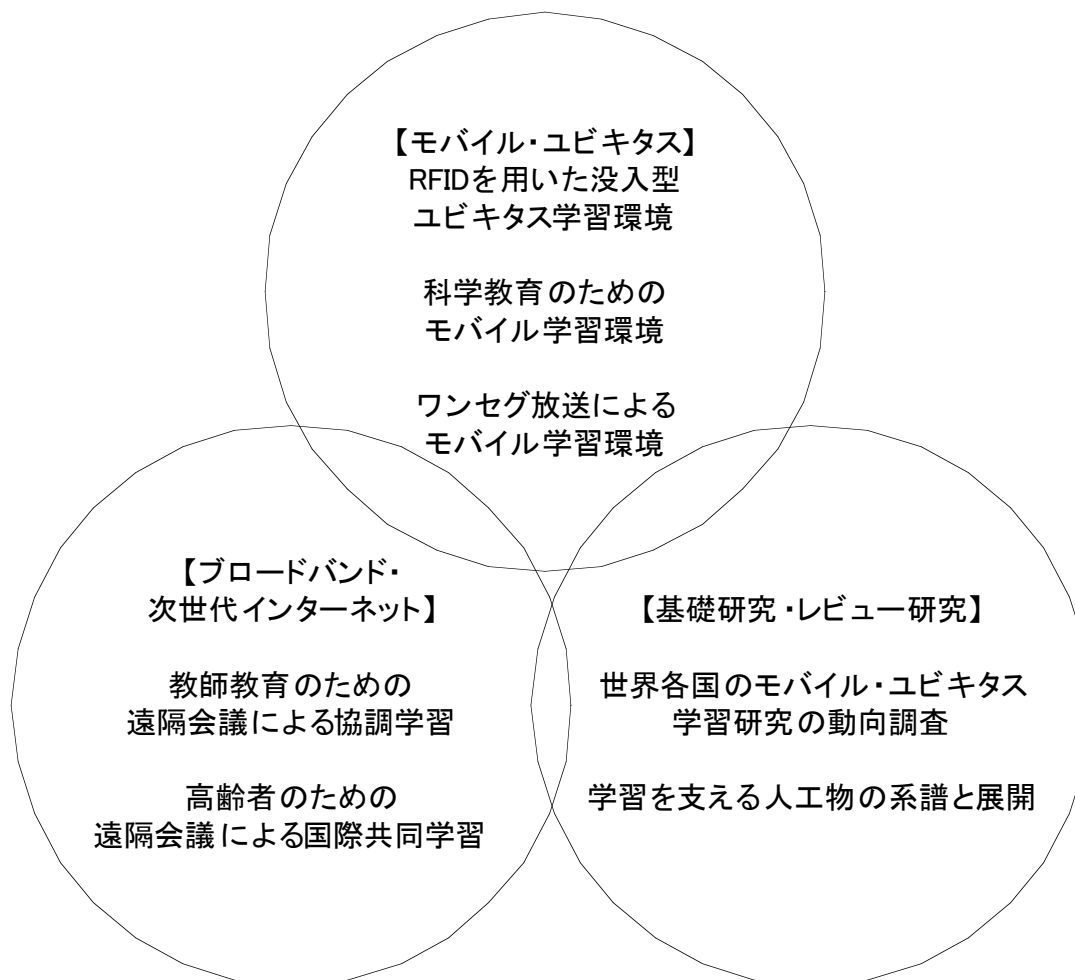 【モバイル・ユビキタス】
RFIDを用いた没入型
ユビキタス学習環境
科学教育のための
モバイル学習環境
ワンセグ放送による
モバイル学習環境
【ブロードバンド・
次世代インターネット】
教師教育のための
遠隔会議による協調学習
高齢者のための
遠隔会議による国際共同学習
【基礎研究・レビュー研究】
世界各国のモバイル・ユビキタス
学習研究の動向調査
学習を支える人工物の系譜と展開